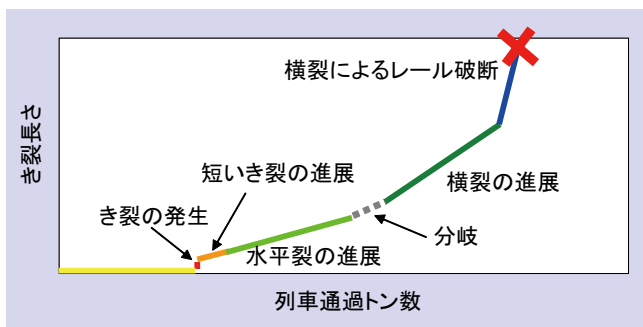 横裂によるレール破断
き裂長さ
短いき裂の進展
横裂の進展
き裂の発生
分岐
水平裂の進展
列車通過トン数